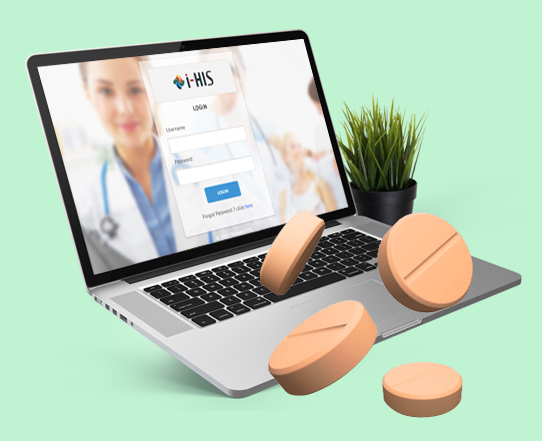 i-HIS
LOGIN
Username
Password
LOGIN
Forgot Password ? click here